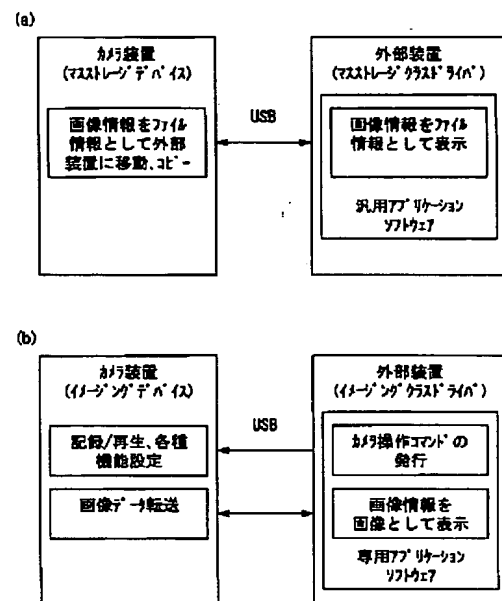 (a)
ｶﾒﾗ装置
(ﾏｽｽﾄﾚｰｼﾞﾃﾞﾊﾞｲｽ)
画像情報をﾌｧｲﾙ
情報として外部
装置に移動、ｺﾋﾟｰ
USB
外部装置
(ﾏｽｽﾄﾚｰｼﾞｸﾗｽﾄﾞﾗｲﾊﾞ)
画像情報をﾌｧｲﾙ
情報として表示
汎用ｱﾌﾟﾘｹｰｼｮﾝ
ｿﾌﾄｳｪｱ
(b)
ｶﾒﾗ装置
(ｲﾒｰｼﾞﾝｸﾞﾃﾞﾊﾞｲｽ)
記録/再生、各種
機能設定
画像ﾃﾞｰﾀ転送
USB
外部装置
(ｲﾒｰｼﾞﾝｸﾞｸﾗｽﾄﾞﾗｲﾊﾞ)
ｶﾒﾗ操作ｺﾏﾝﾄﾞの
発行
画像情報を
画像として表示
専用ｱﾌﾟﾘｹｰｼｮﾝ
ｿﾌﾄｳｪｱ